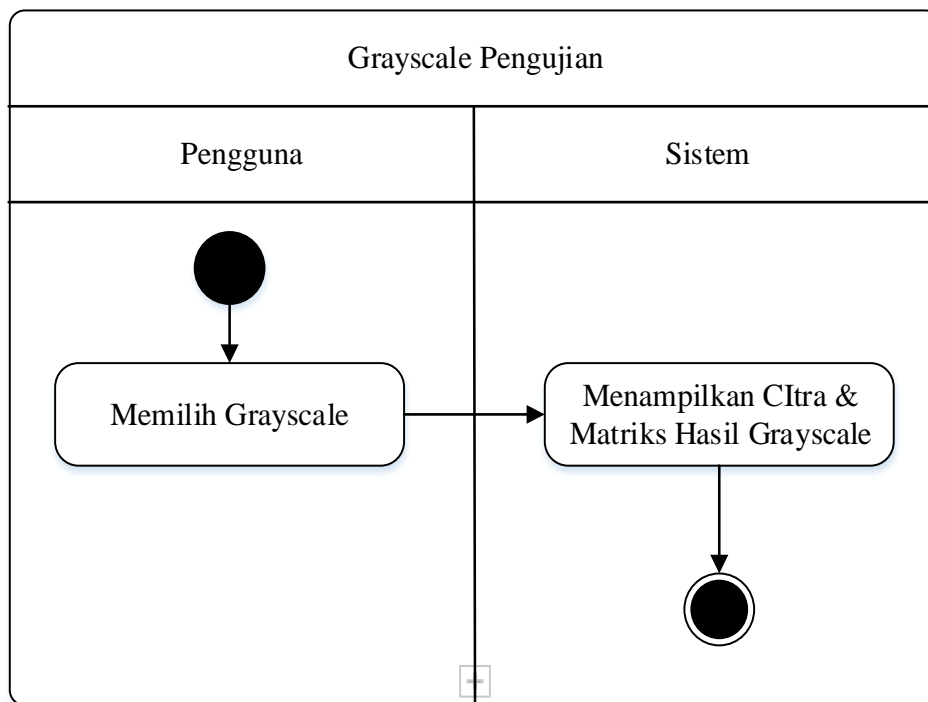 Grayscale Pengujian
Pengguna
Sistem
Memilih Grayscale
Menampilkan CItra &
Matriks Hasil Grayscale